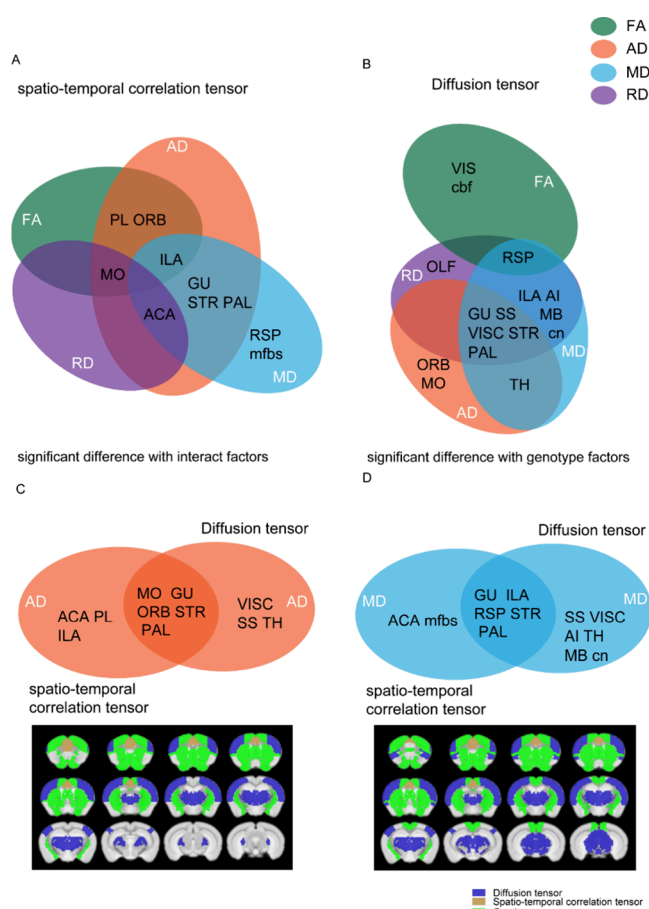 FA
AD
MD
RD
A
spatio-temporal correlation tensor
AD
FA
PL ORB
ILA
MO
GU
STR PAL
ACA
RSP
mfbs
RD
MD
significant difference with interact factors
B
Diffusion tensor
VIS
cbf
FA
RSP
RD
OLF
ILA AI
MB
cn
GU SS
VISC STR
PAL
MD
ORB
MO
TH
AD
significant difference with genotype factors
C
Diffusion tensor
AD
ACA PL
ILA
MO GU
ORB STR
PAL
VISC
SS TH
AD
spatio-temporal
correlation tensor
D
Diffusion tensor
MD
ACA mfbs
GU ILA
RSP STR
PAL
SS VISC
AI TH
MB cn
MD
spatio-temporal
correlation tensor
Diffusion tensor
Spatio-temporal correlation tensor